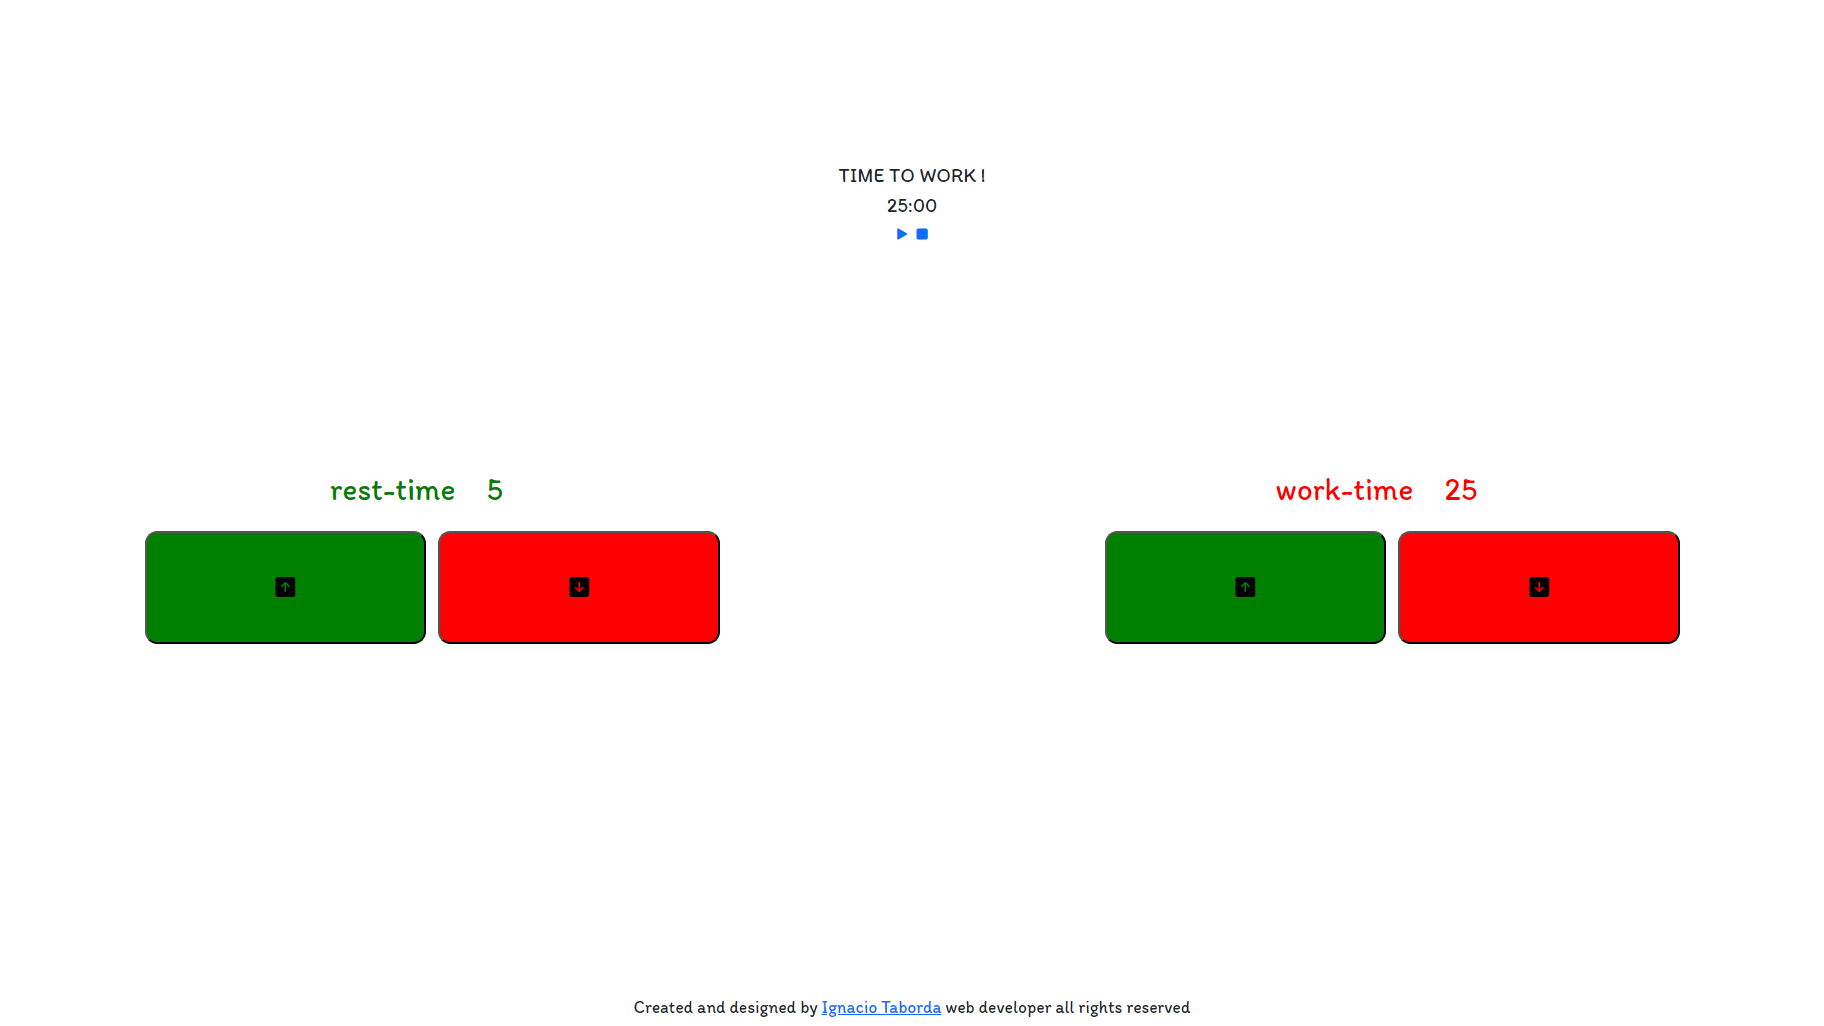 TIME TO WORK !
25:00
rest-time 5
work-time 25
Created and designed by Ignacio Taborda web developer all rights reserved